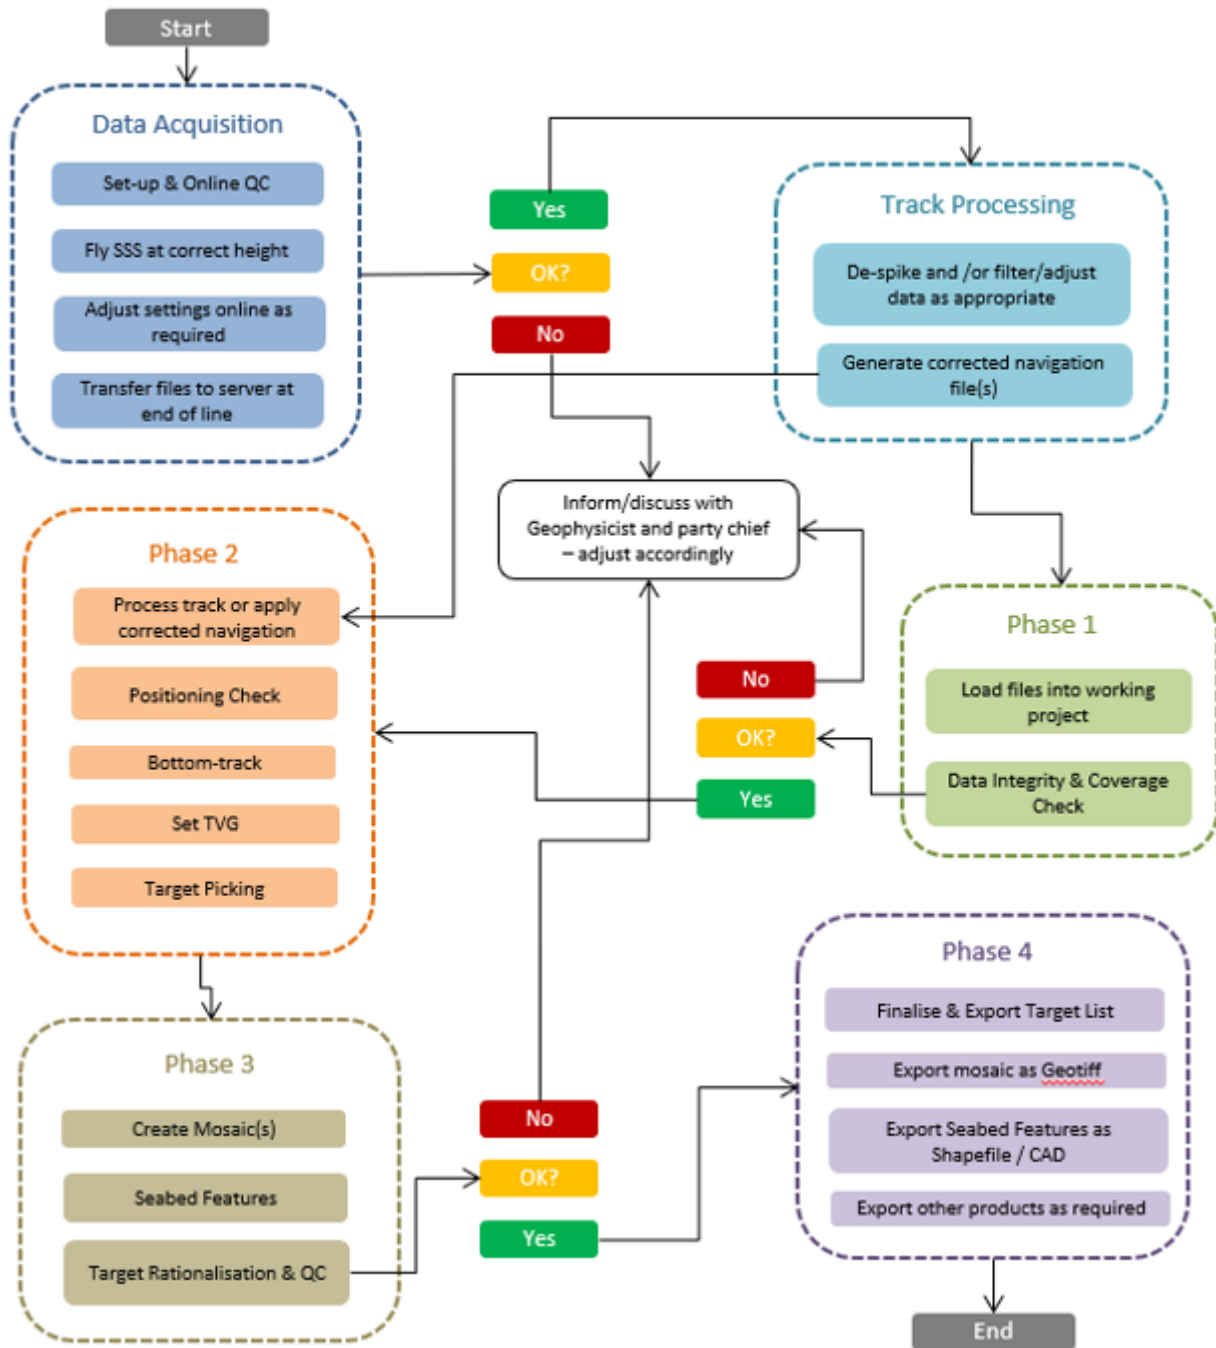 Start
Data Acquisition
Set-up & Online QC
Fly SSS at correct height
Adjust settings online as
required
Transfer files to server at
end of line
Yes
OK?
No
Track Processing
De-spike and /or filter/adjust
data as appropriate
Generate corrected navigation
file(s)
Inform/discuss with
Geophysicist and party chief
– adjust accordingly
Phase 1
Load files into working
project
Data Integrity & Coverage
Check
No
OK?
Yes
Phase 2
Process track or apply
corrected navigation
Positioning Check
Bottom-track
Set TVG
Target Picking
Phase 3
Create Mosaic(s)
Seabed Features
Target Rationalisation & QC
No
OK?
Yes
Phase 4
Finalise & Export Target List
Export mosaic as Geotiff
Export Seabed Features as
Shapefile / CAD
Export other products as required
End